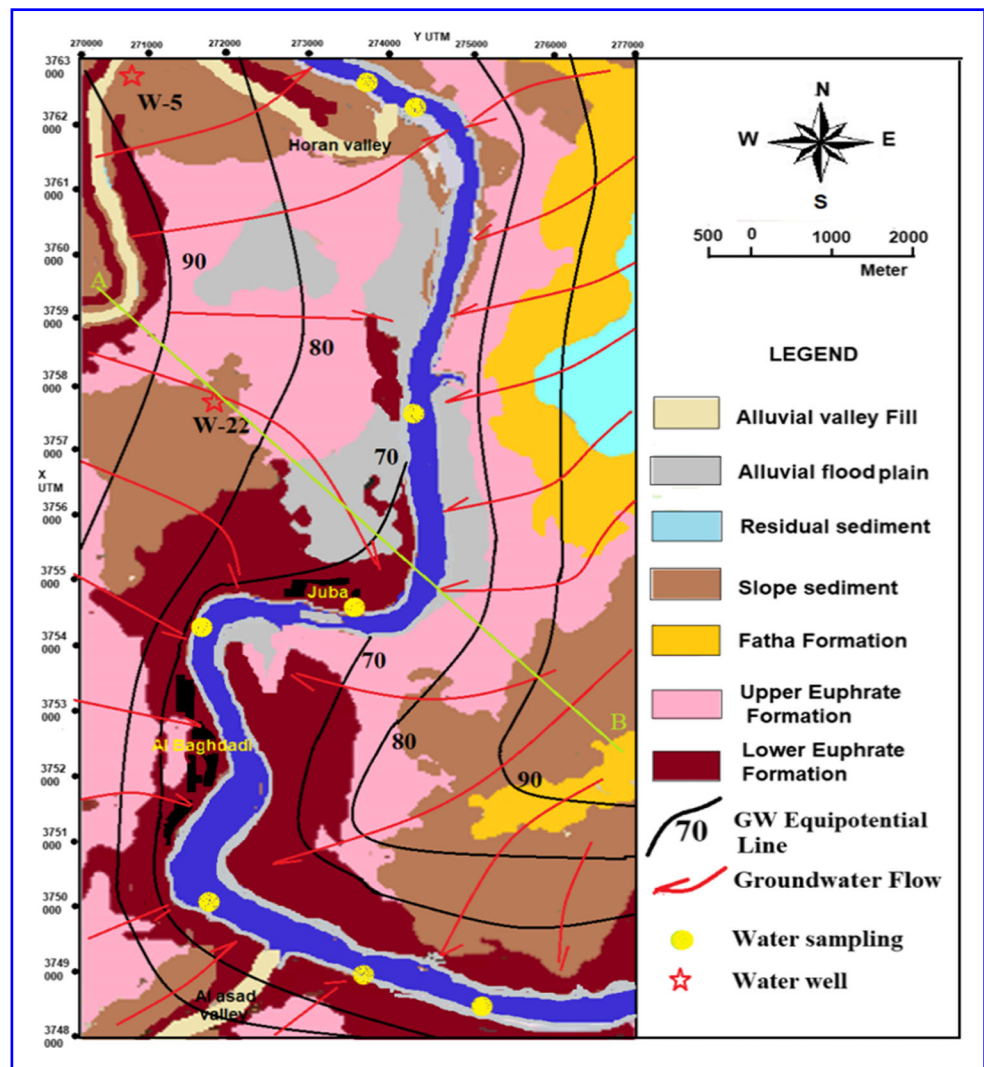 Y UTM
270000 271000 272000 273000 274000 275000 276000 277000
3763
000
3762
000
3761
000
3760
000
3759
000
3758
000
3757
000
X
UTM
3756
000
3755
000
3754
000
3753
000
3752
000
3751
000
3750
000
3749
000
3748
000
W-5
Horan valley
90
A
80
W-22
70
Juba
70
Al Baghdadi
80
B
90
Al asad
valley
N
W E
S
500 0 1000 2000
Meter
LEGEND
Alluvial valley Fill
Alluvial flood plain
Residual sediment
Slope sediment
Fatha Formation
Upper Euphrate
Formation
Lower Euphrate
Formation
70 GW Equipotential
Line
Groundwater Flow
Water sampling
Water well